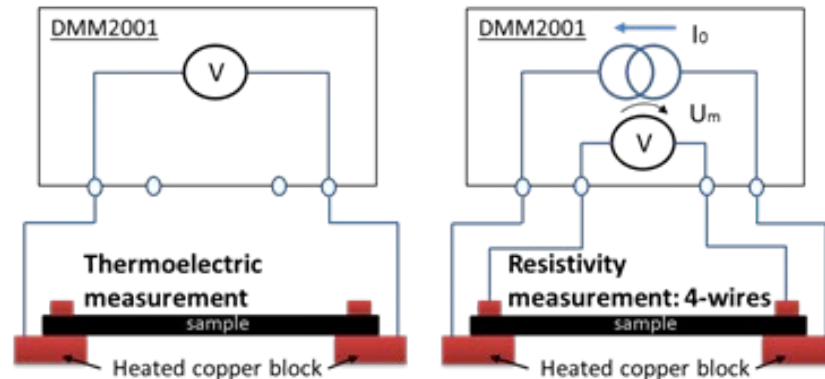 DMM2001
V
Thermoelectric
measurement
sample
Heated copper block
DMM2001
I₀
Uₘ
V
Resistivity
measurement: 4-wires
sample
Heated copper block